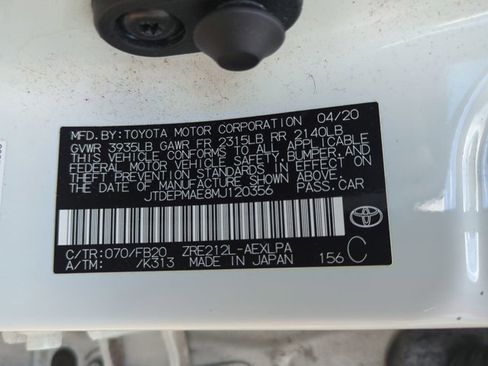 MFD. BY: TOYOTA MOTOR CORPORATION 04/20
GVWR 3935LB GAWR FR 2315LB RR 2140LB
THIS VEHICLE CONFORMS TO ALL APPLICABLE
FEDERAL MOTOR VEHICLE SAFETY, BUMPER, AND
THEFT PREVENTION STANDARDS IN EFFECT ON
THE DATE OF MANUFACTURE SHOWN ABOVE.
JTDEPMAE8MJ120356 PASS.CAR
C/TR: 070/FB20 ZRE212L-AEXLPA
A/TM: /K313 MADE IN JAPAN 156 C